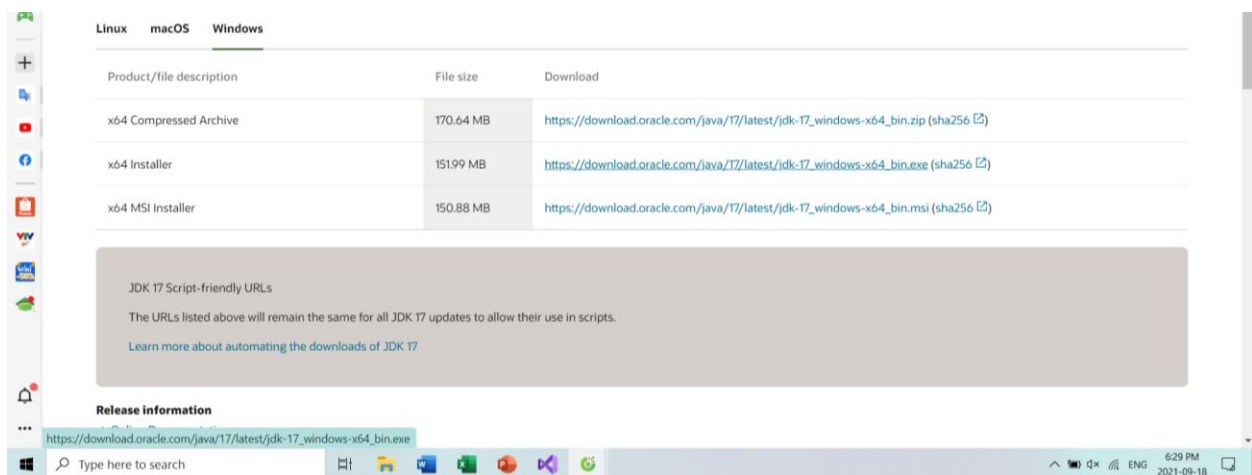 Linux macOS Windows
Product/file description File size Download
x64 Compressed Archive 170.64 MB https://download.oracle.com/java/17/latest/jdk-17_windows-x64_bin.zip (sha256)
x64 Installer 151.99 MB https://download.oracle.com/java/17/latest/jdk-17_windows-x64_bin.exe (sha256)
x64 MSI Installer 150.88 MB https://download.oracle.com/java/17/latest/jdk-17_windows-x64_bin.msi (sha256)
JDK 17 Script-friendly URLs
The URLs listed above will remain the same for all JDK 17 updates to allow their use in scripts.
Learn more about automating the downloads of JDK 17
Release information
https://download.oracle.com/java/17/latest/jdk-17_windows-x64_bin.exe
Type here to search
ENG
6:29 PM
2021-09-18
VTV